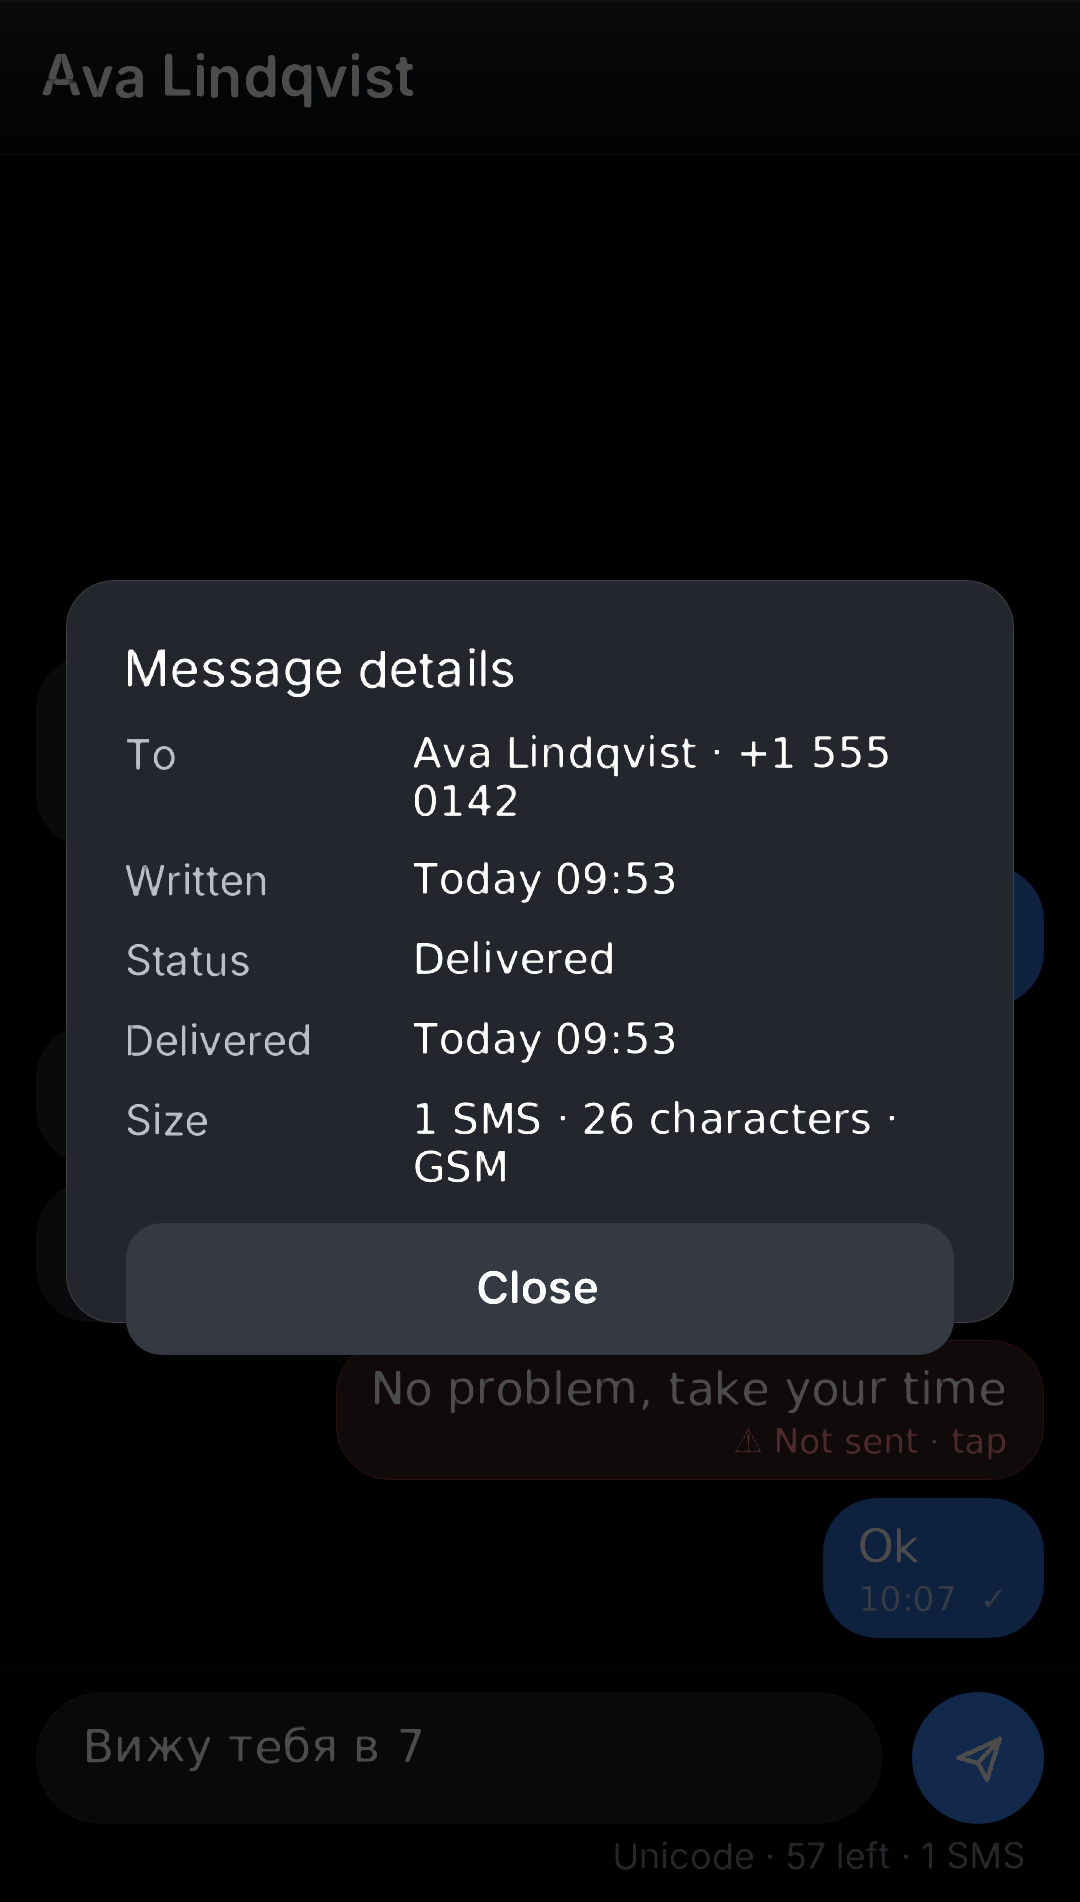 Ava Lindqvist
Message details
To
Ava Lindqvist · +1 555
0142
Written
Today 09:53
Status
Delivered
Delivered
Today 09:53
Size
1 SMS · 26 characters ·
GSM
Close
No problem, take your time
⚠ Not sent · tap
Ok
10:07 ✓
Вижу тебя в 7
Unicode · 57 left · 1 SMS